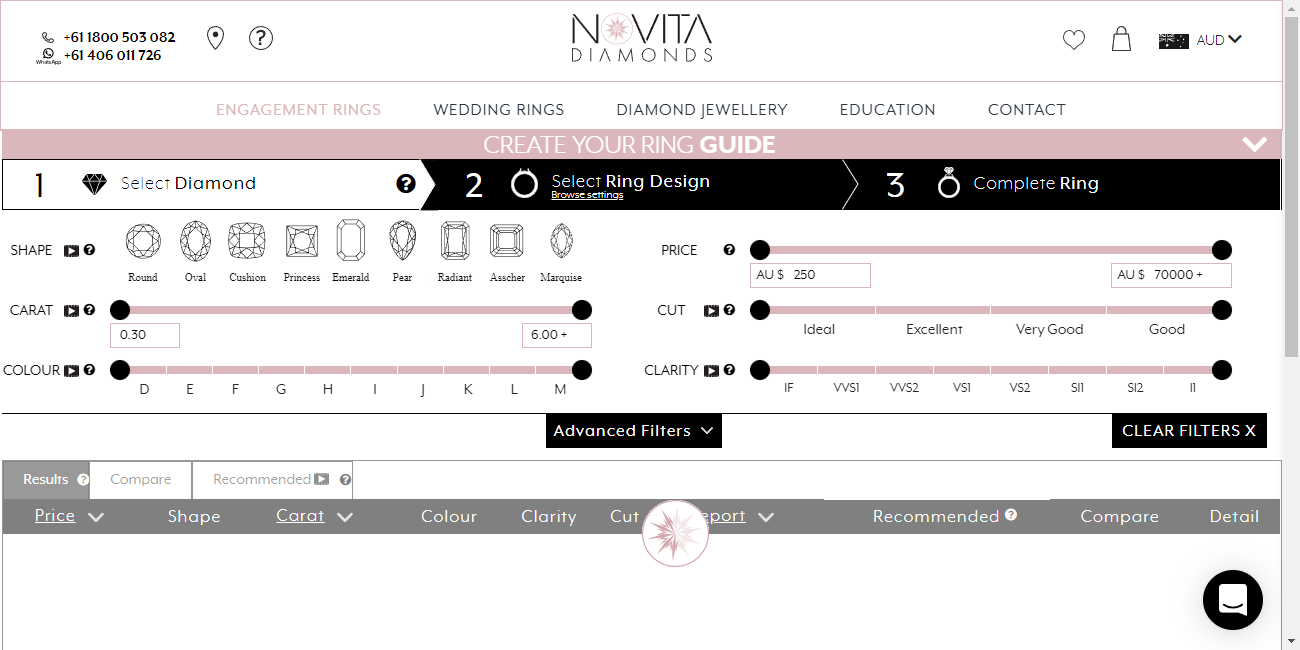 +61 1800 503 082
WhatsApp
+61 406 011 726
?
NOVITA
DIAMONDS
AUD
ENGAGEMENT RINGS
WEDDING RINGS
DIAMOND JEWELLERY
EDUCATION
CONTACT
CREATE YOUR RING GUIDE
1 Select Diamond ?
2 Select Ring Design
Browse settings
3 Complete Ring
SHAPE ?
Round Oval Cushion Princess Emerald Pear Radiant Asscher Marquise
PRICE ?
AU $ 250
AU $ 70000 +
CARAT ?
0.30
6.00 +
CUT ?
Ideal Excellent Very Good Good
COLOUR ?
D E F G H I J K L M
CLARITY ?
IF VVS1 VVS2 VS1 VS2 SI1 SI2 I1
Advanced Filters
CLEAR FILTERS X
Results ? Compare Recommended ?
Price Shape Carat Colour Clarity Cut Recommended ? Compare Detail